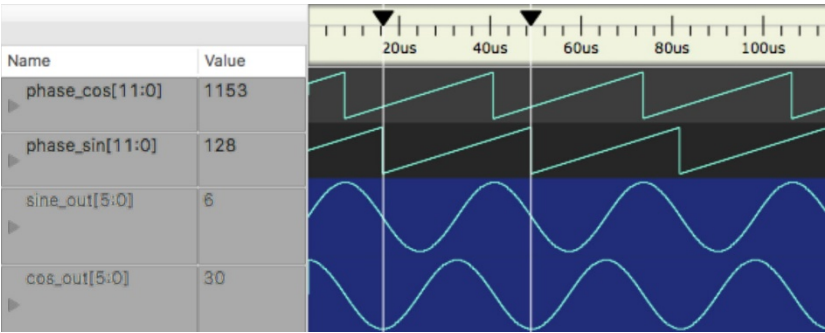 20us 40us 60us 80us 100us
Name Value
phase_cos[11:0] 1153
phase_sin[11:0] 128
sine_out[5:0] 6
cos_out[5:0] 30